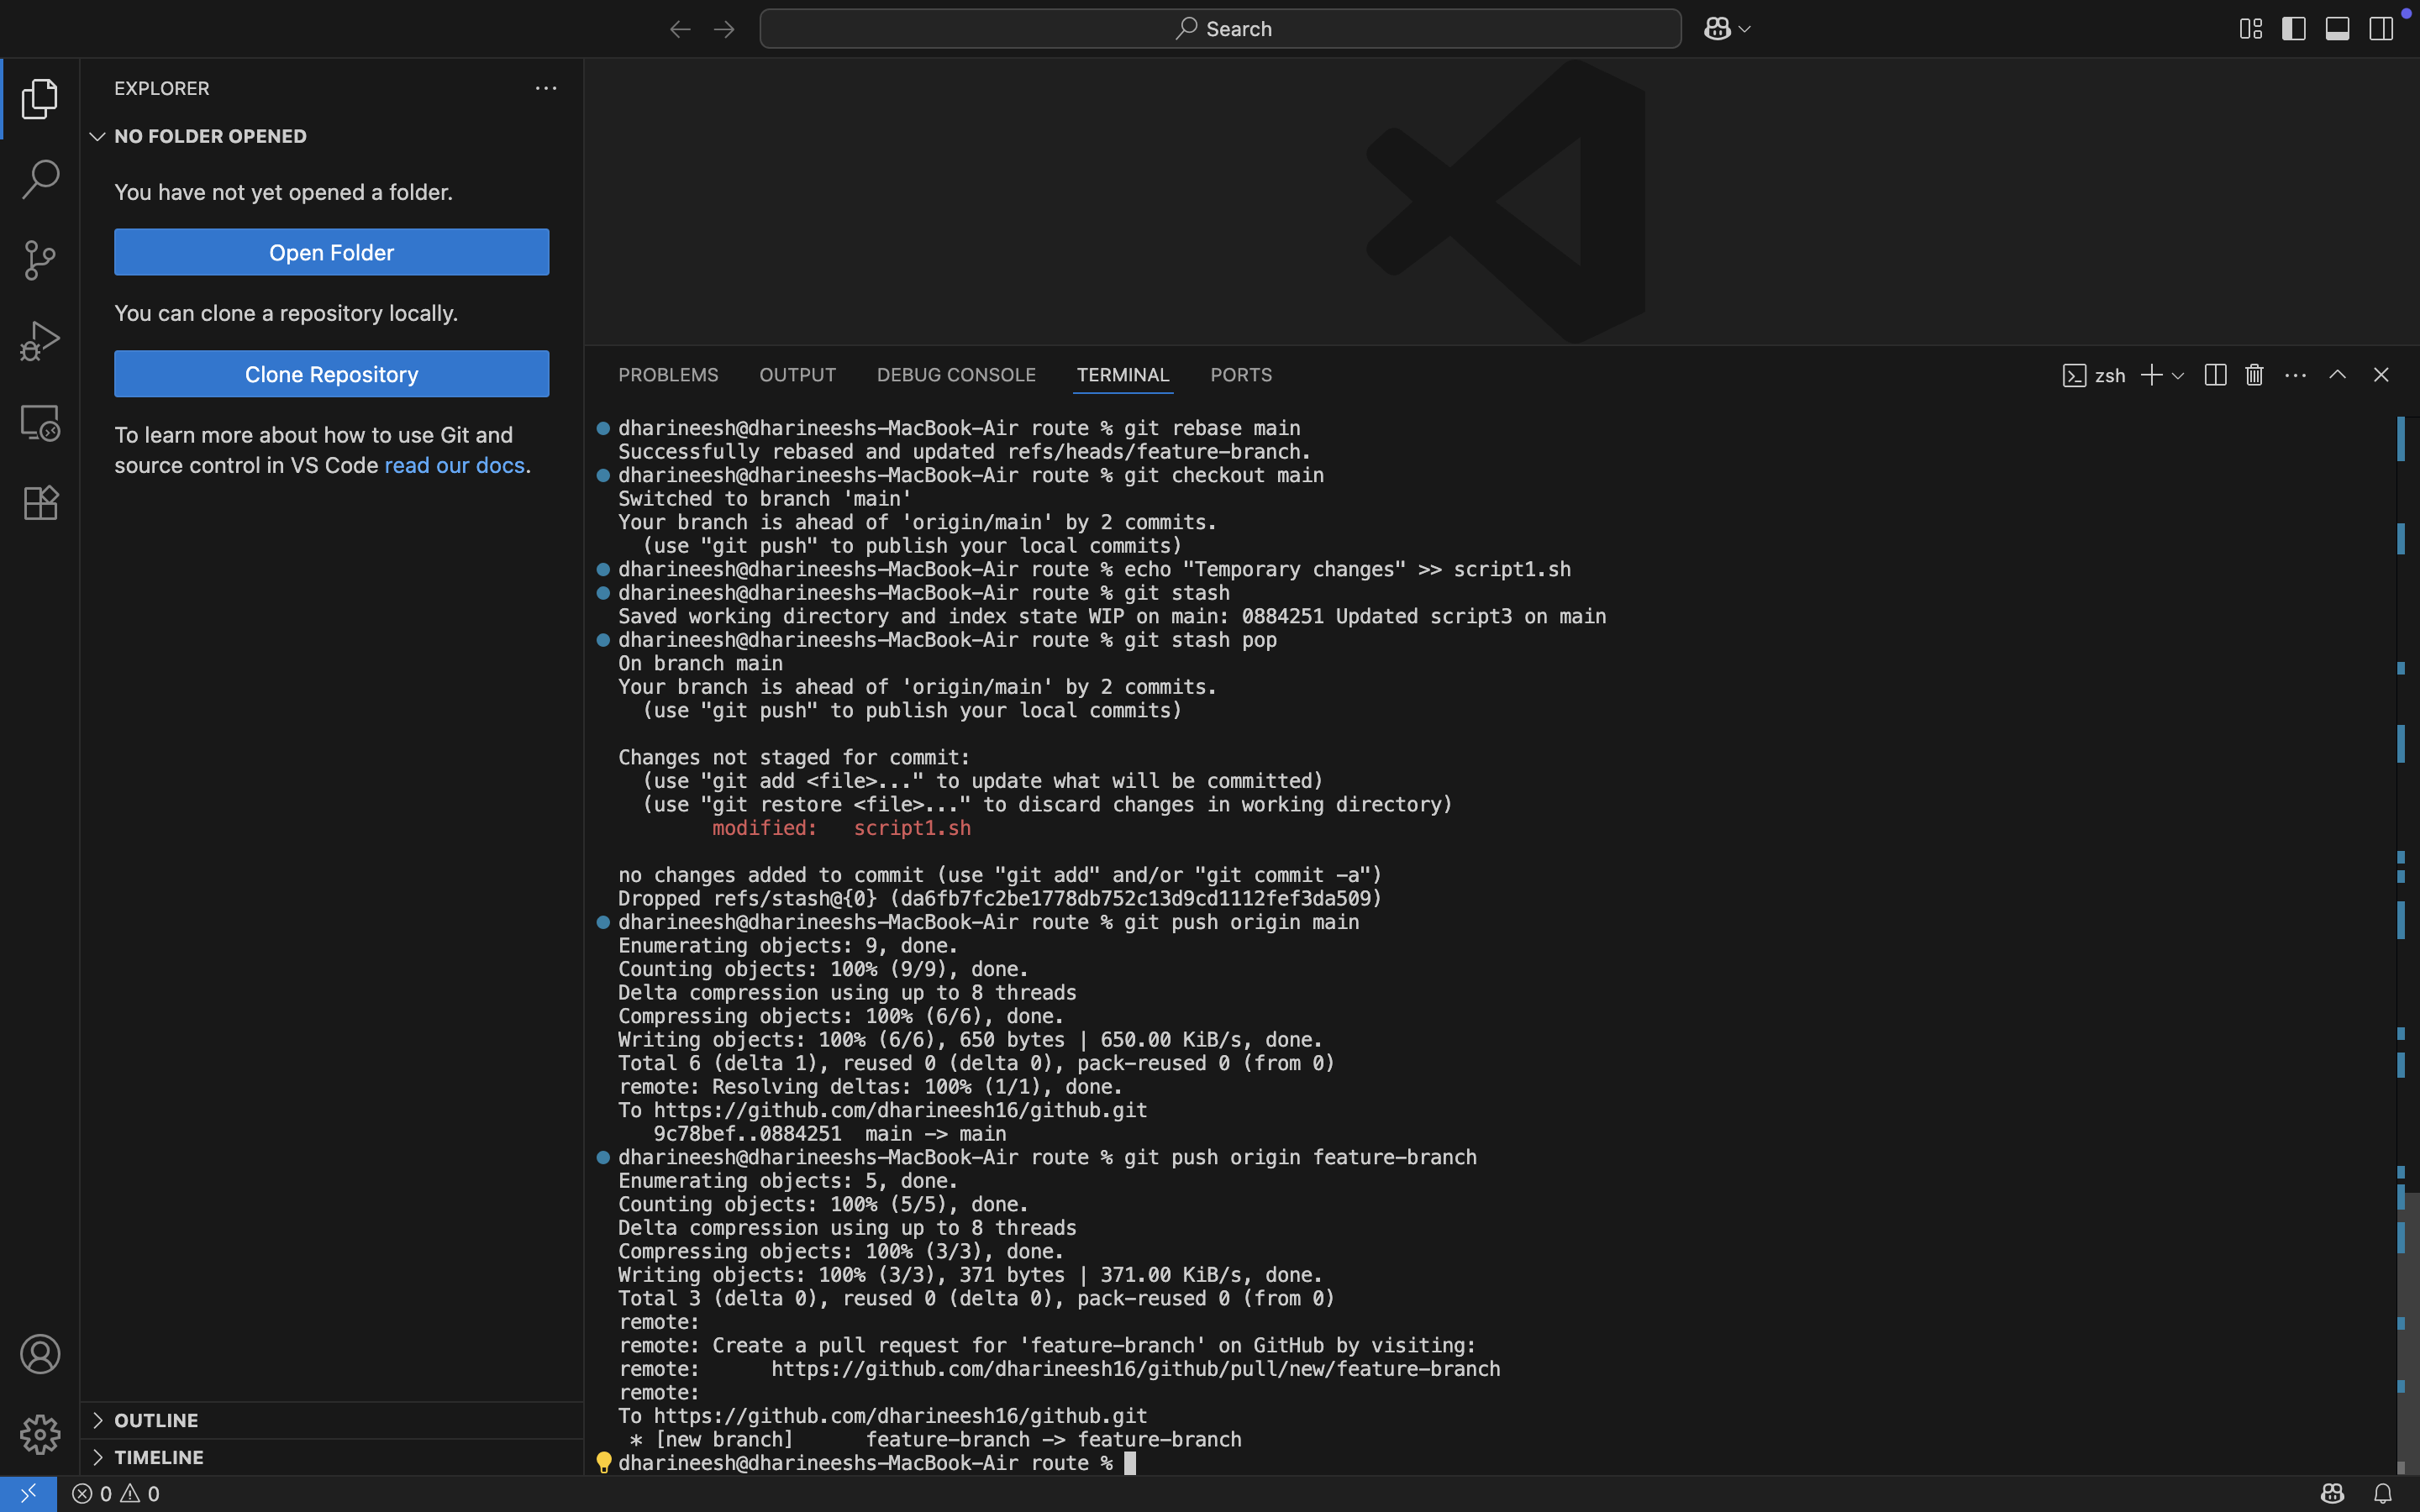 Search
EXPLORER
NO FOLDER OPENED
You have not yet opened a folder.
Open Folder
You can clone a repository locally.
Clone Repository
To learn more about how to use Git and
source control in VS Code read our docs.
OUTLINE
TIMELINE
PROBLEMS OUTPUT DEBUG CONSOLE TERMINAL PORTS
zsh
dharineesh@dharineeshs-MacBook-Air route % git rebase main
Successfully rebased and updated refs/heads/feature-branch.
dharineesh@dharineeshs-MacBook-Air route % git checkout main
Switched to branch 'main'
Your branch is ahead of 'origin/main' by 2 commits.
  (use "git push" to publish your local commits)
dharineesh@dharineeshs-MacBook-Air route % echo "Temporary changes" >> script1.sh
dharineesh@dharineeshs-MacBook-Air route % git stash
Saved working directory and index state WIP on main: 0884251 Updated script3 on main
dharineesh@dharineeshs-MacBook-Air route % git stash pop
On branch main
Your branch is ahead of 'origin/main' by 2 commits.
  (use "git push" to publish your local commits)
Changes not staged for commit:
  (use "git add <file>..." to update what will be committed)
  (use "git restore <file>..." to discard changes in working directory)
        modified:   script1.sh
no changes added to commit (use "git add" and/or "git commit -a")
Dropped refs/stash@{0} (da6fb7fc2be1778db752c13d9cd1112fef3da509)
dharineesh@dharineeshs-MacBook-Air route % git push origin main
Enumerating objects: 9, done.
Counting objects: 100% (9/9), done.
Delta compression using up to 8 threads
Compressing objects: 100% (6/6), done.
Writing objects: 100% (6/6), 650 bytes | 650.00 KiB/s, done.
Total 6 (delta 1), reused 0 (delta 0), pack-reused 0 (from 0)
remote: Resolving deltas: 100% (1/1), done.
To https://github.com/dharineesh16/github.git
   9c78bef..0884251  main -> main
dharineesh@dharineeshs-MacBook-Air route % git push origin feature-branch
Enumerating objects: 5, done.
Counting objects: 100% (5/5), done.
Delta compression using up to 8 threads
Compressing objects: 100% (3/3), done.
Writing objects: 100% (3/3), 371 bytes | 371.00 KiB/s, done.
Total 3 (delta 0), reused 0 (delta 0), pack-reused 0 (from 0)
remote:
remote: Create a pull request for 'feature-branch' on GitHub by visiting:
remote:      https://github.com/dharineesh16/github/pull/new/feature-branch
remote:
To https://github.com/dharineesh16/github.git
 * [new branch]      feature-branch -> feature-branch
dharineesh@dharineeshs-MacBook-Air route %
0 0